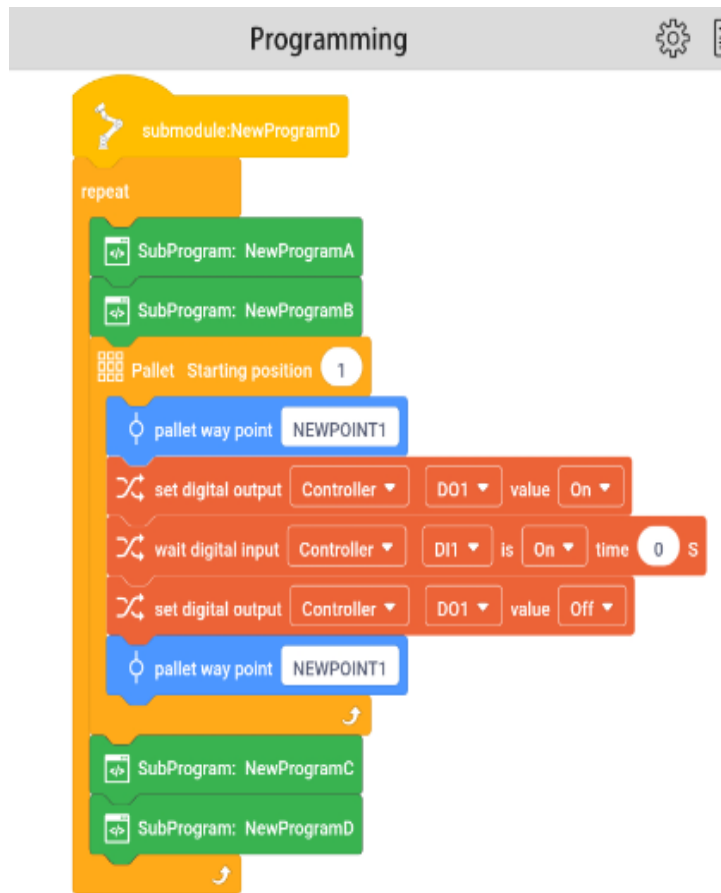 Programming
submodule:NewProgramD
repeat
SubProgram: NewProgramA
SubProgram: NewProgramB
Pallet Starting position 1
pallet way point NEWPOINT1
set digital output Controller DO1 value On
wait digital input Controller DI1 is On time 0 S
set digital output Controller DO1 value Off
pallet way point NEWPOINT1
SubProgram: NewProgramC
SubProgram: NewProgramD